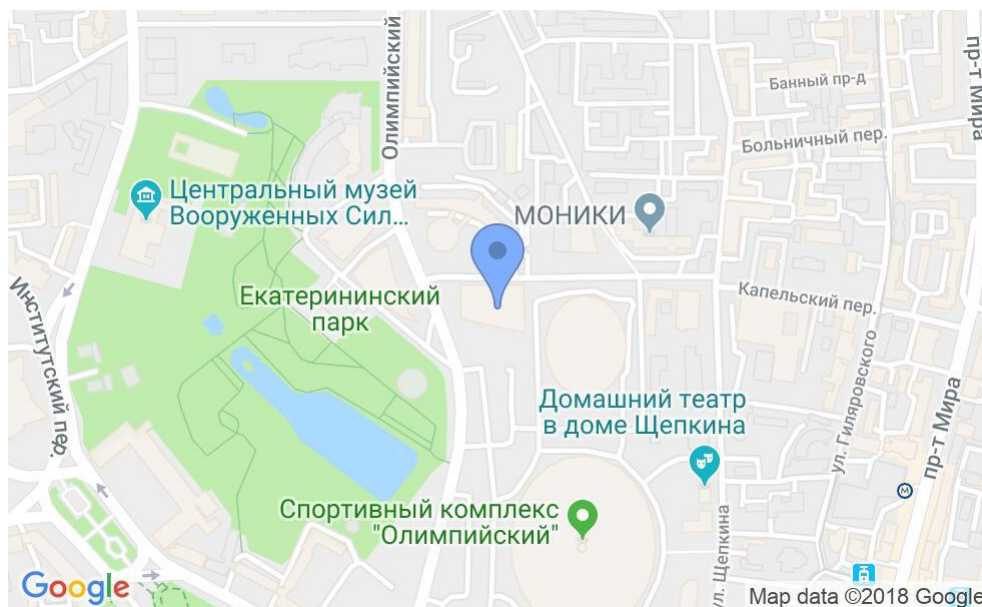 Олимпийский
пр-т Мира
Банный пр-д
Больничный пер.
Центральный музей
Вооруженных Сил...
МОНИКИ
Екатерининский
парк
Капельский пер.
Институтский пер.
ул. Гиляровского
Домашний театр
в доме Щепкина
пр-т Мира
Спортивный комплекс
"Олимпийский"
ул. Щепкина
М
Google
Map data ©2018 Google